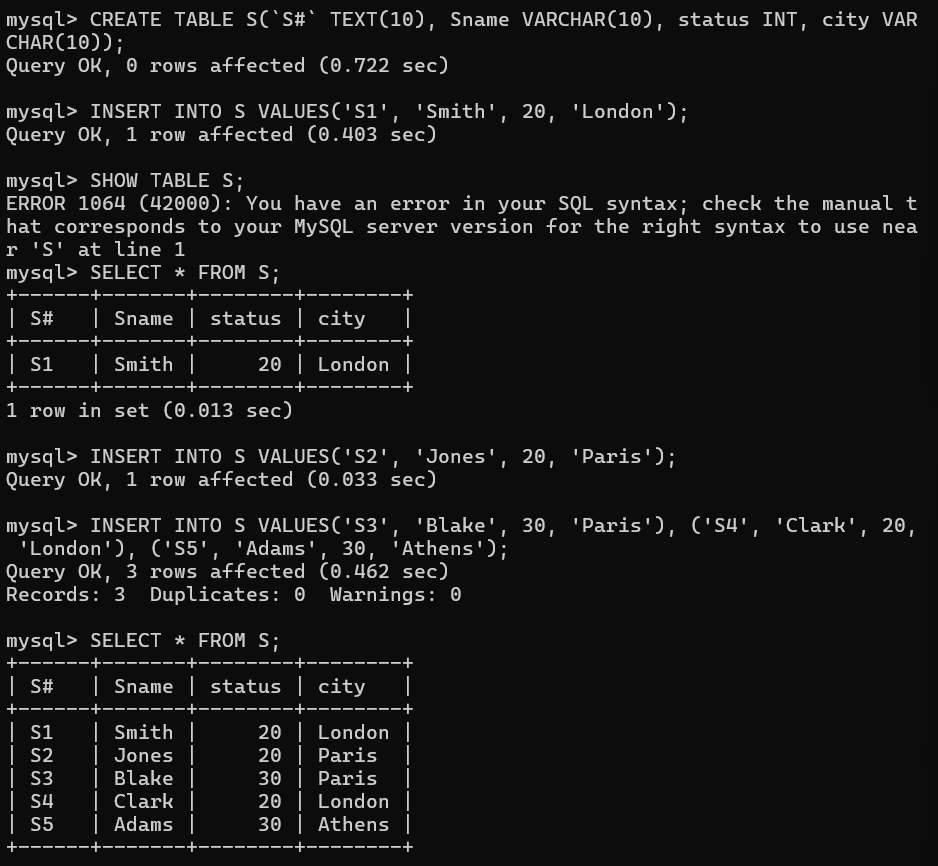 mysql> CREATE TABLE S(`S#` TEXT(10), Sname VARCHAR(10), status INT, city VAR
CHAR(10));
Query OK, 0 rows affected (0.722 sec)

mysql> INSERT INTO S VALUES('S1', 'Smith', 20, 'London');
Query OK, 1 row affected (0.403 sec)

mysql> SHOW TABLE S;
ERROR 1064 (42000): You have an error in your SQL syntax; check the manual t
hat corresponds to your MySQL server version for the right syntax to use nea
r 'S' at line 1
mysql> SELECT * FROM S;
+------+-------+--------+--------+
| S#   | Sname | status | city   |
+------+-------+--------+--------+
| S1   | Smith |     20 | London |
+------+-------+--------+--------+
1 row in set (0.013 sec)

mysql> INSERT INTO S VALUES('S2', 'Jones', 20, 'Paris');
Query OK, 1 row affected (0.033 sec)

mysql> INSERT INTO S VALUES('S3', 'Blake', 30, 'Paris'), ('S4', 'Clark', 20,
 'London'), ('S5', 'Adams', 30, 'Athens');
Query OK, 3 rows affected (0.462 sec)
Records: 3  Duplicates: 0  Warnings: 0

mysql> SELECT * FROM S;
+------+-------+--------+--------+
| S#   | Sname | status | city   |
+------+-------+--------+--------+
| S1   | Smith |     20 | London |
| S2   | Jones |     20 | Paris  |
| S3   | Blake |     30 | Paris  |
| S4   | Clark |     20 | London |
| S5   | Adams |     30 | Athens |
+------+-------+--------+--------+